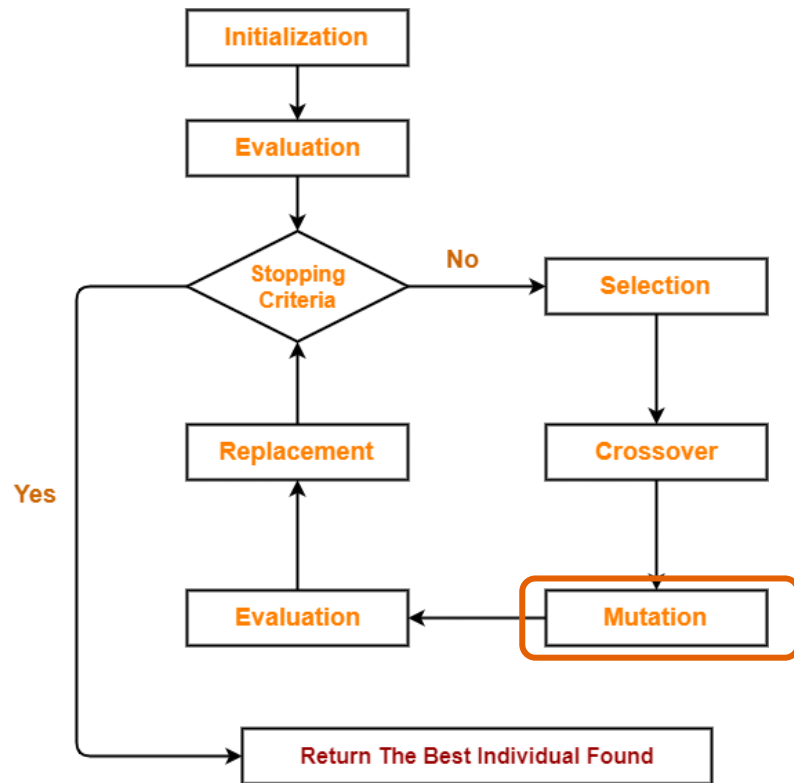 Initialization
Evaluation
Stopping
Criteria
No
Selection
Replacement
Crossover
Yes
Evaluation
Mutation
Return The Best Individual Found